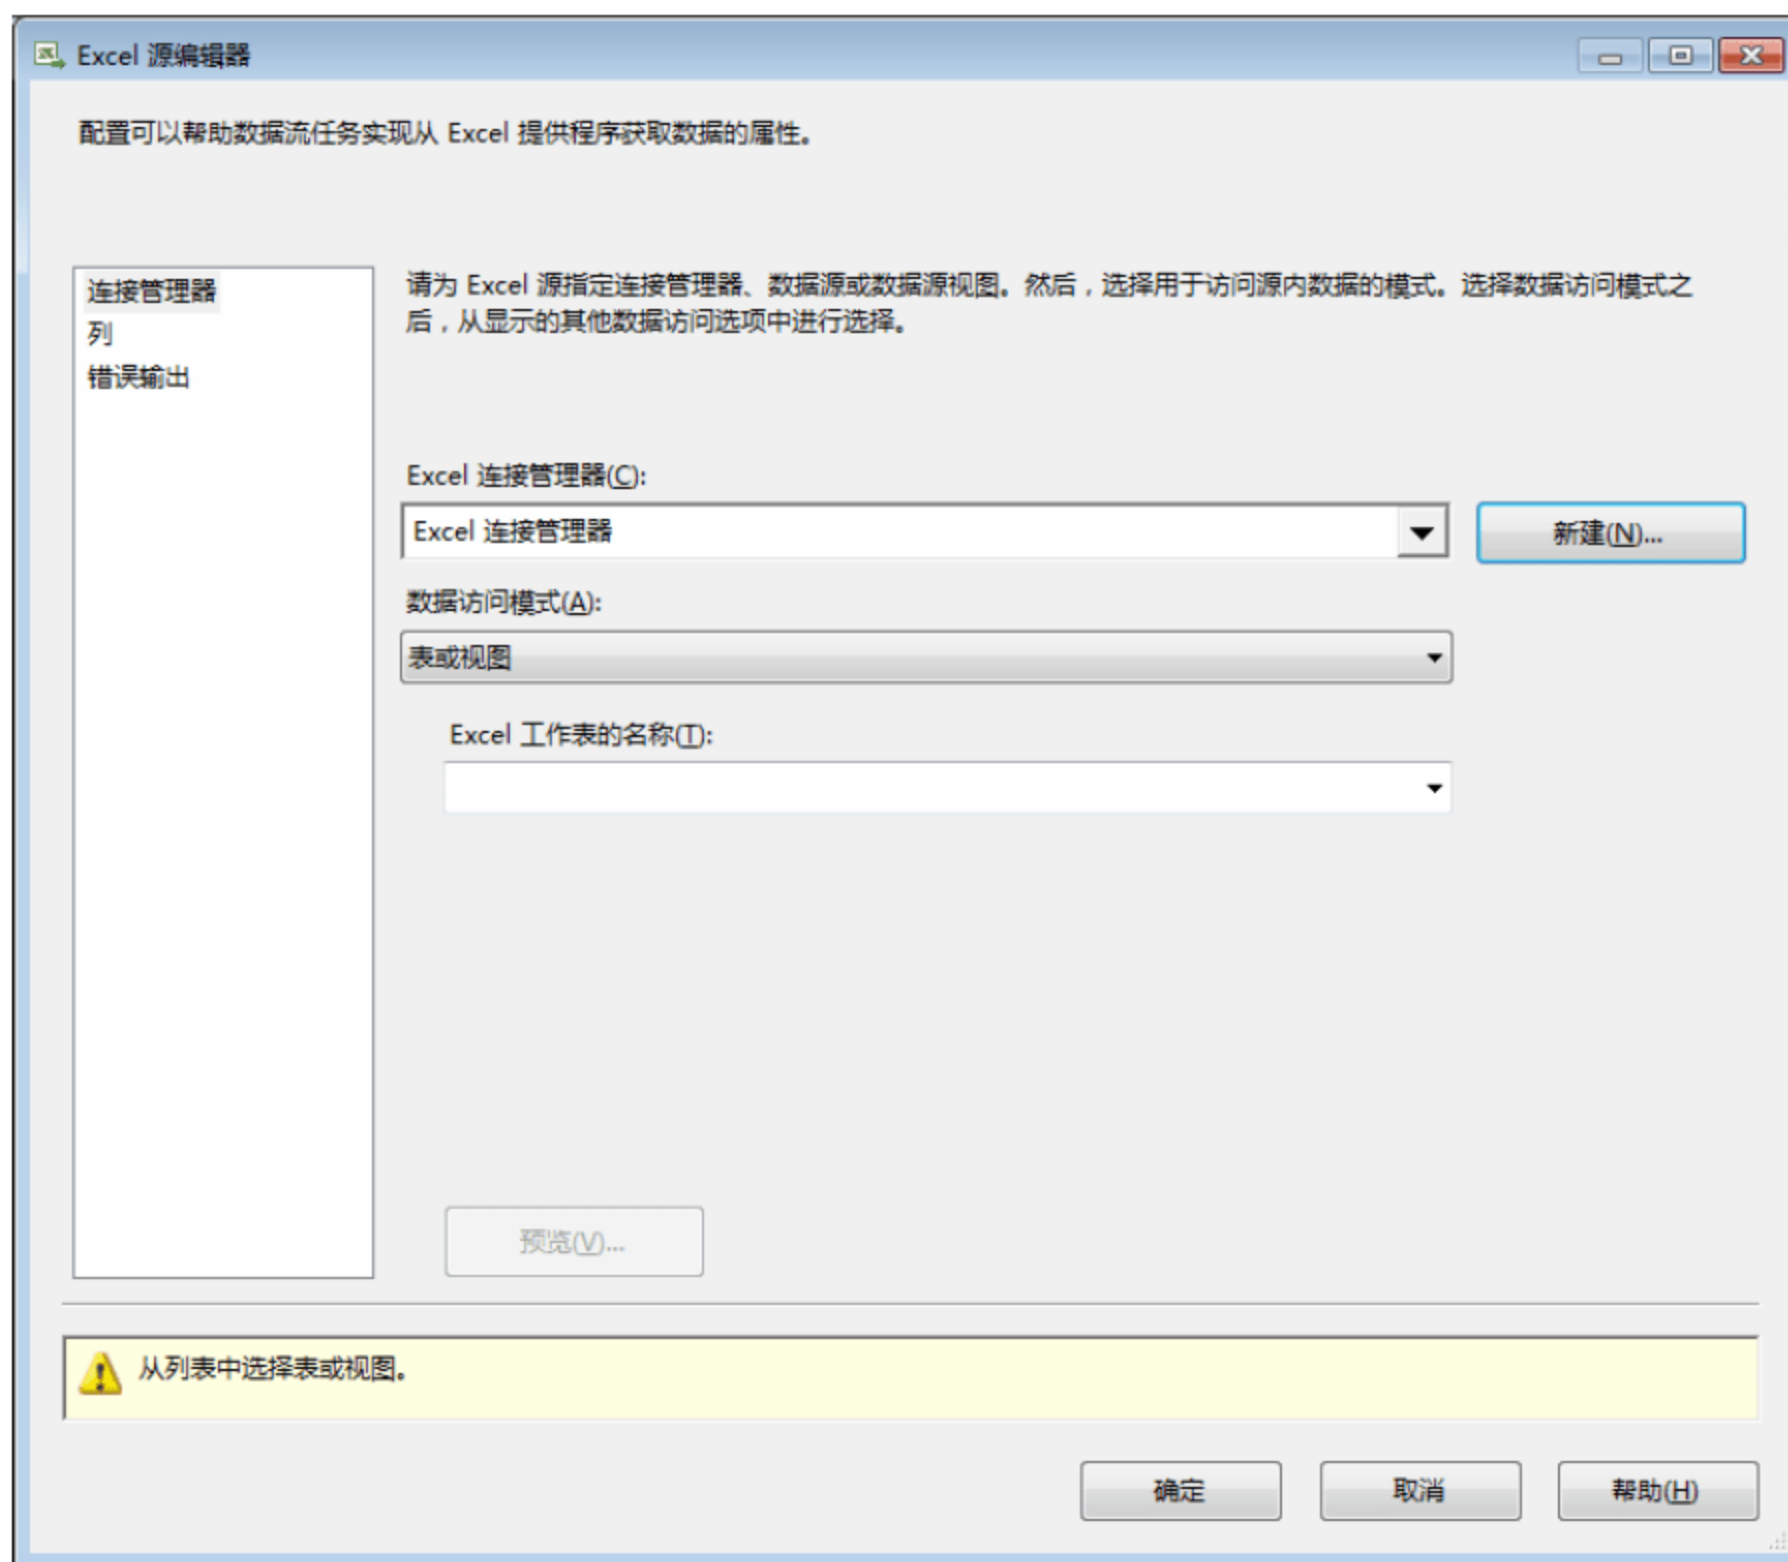 Excel 源编辑器
配置可以帮助数据流任务实现从 Excel 提供程序获取数据的属性。
连接管理器
列
错误输出
请为 Excel 源指定连接管理器、数据源或数据源视图。然后，选择用于访问源内数据的模式。选择数据访问模式之
后，从显示的其他数据访问选项中进行选择。
Excel 连接管理器(C):
Excel 连接管理器
新建(N)...
数据访问模式(A):
表或视图
Excel 工作表的名称(T):
预览(V)...
从列表中选择表或视图。
确定
取消
帮助(H)